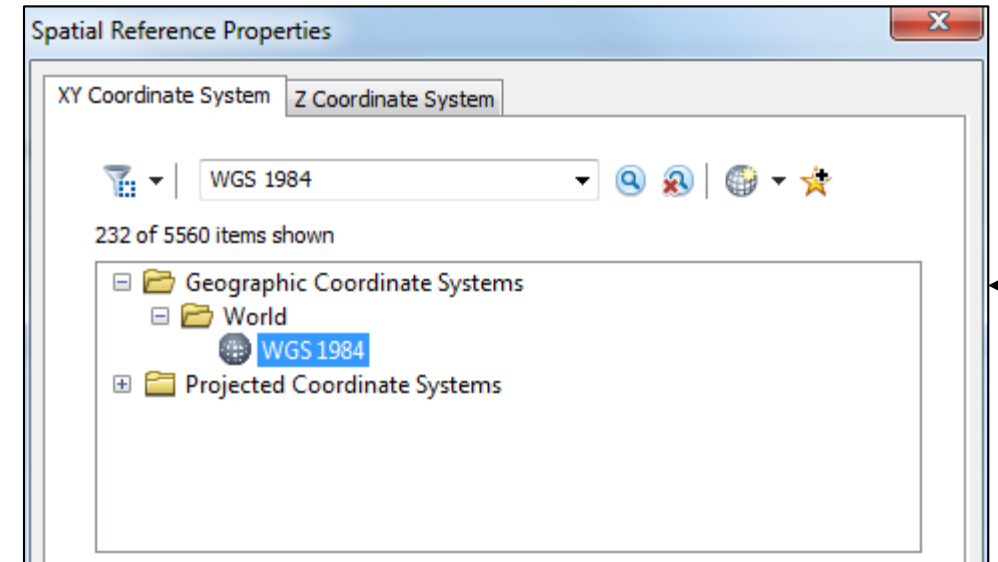 Spatial Reference Properties
XY Coordinate System Z Coordinate System
WGS 1984
232 of 5560 items shown
Geographic Coordinate Systems
World
WGS 1984
Projected Coordinate Systems